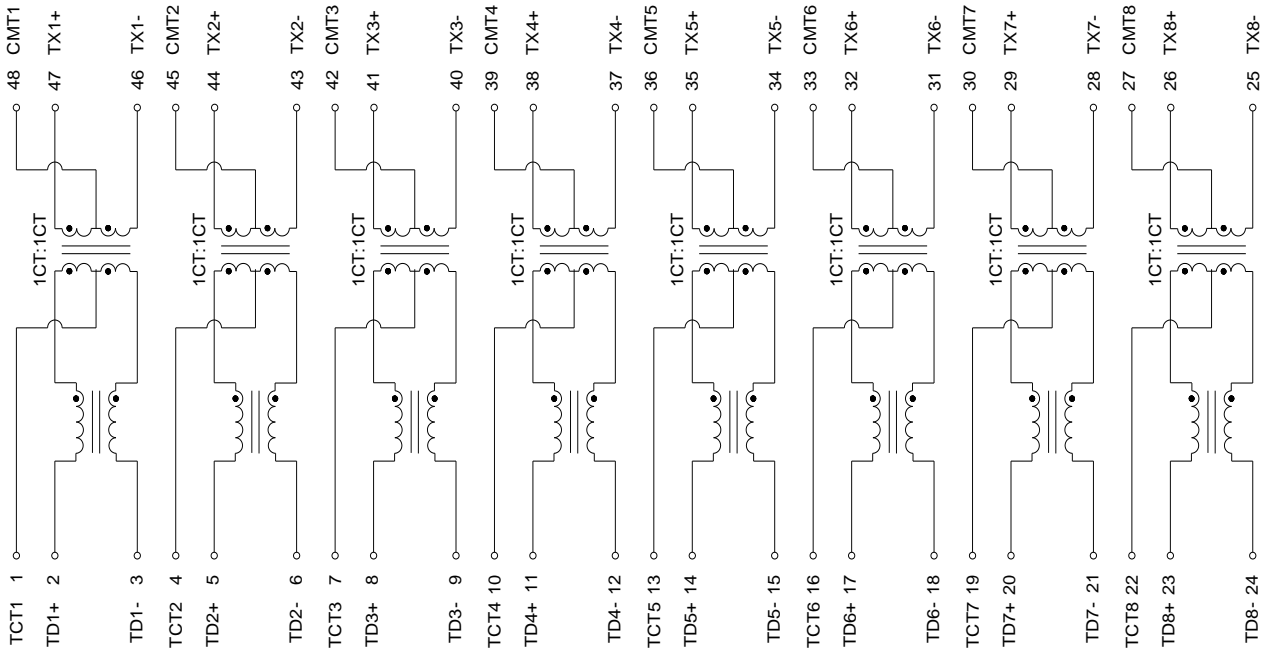 48 CMT1
47 TX1+
46 TX1-
45 CMT2
44 TX2+
43 TX2-
42 CMT3
41 TX3+
40 TX3-
39 CMT4
38 TX4+
37 TX4-
36 CMT5
35 TX5+
34 TX5-
33 CMT6
32 TX6+
31 TX6-
30 CMT7
29 TX7+
28 TX7-
27 CMT8
26 TX8+
25 TX8-
1CT:1CT
1CT:1CT
1CT:1CT
1CT:1CT
1CT:1CT
1CT:1CT
1CT:1CT
1CT:1CT
TCT1 1
TD1+ 2
TD1- 3
TCT2 4
TD2+ 5
TD2- 6
TCT3 7
TD3+ 8
TD3- 9
TCT4 10
TD4+ 11
TD4- 12
TCT5 13
TD5+ 14
TD5- 15
TCT6 16
TD6+ 17
TD6- 18
TCT7 19
TD7+ 20
TD7- 21
TCT8 22
TD8+ 23
TD8- 24